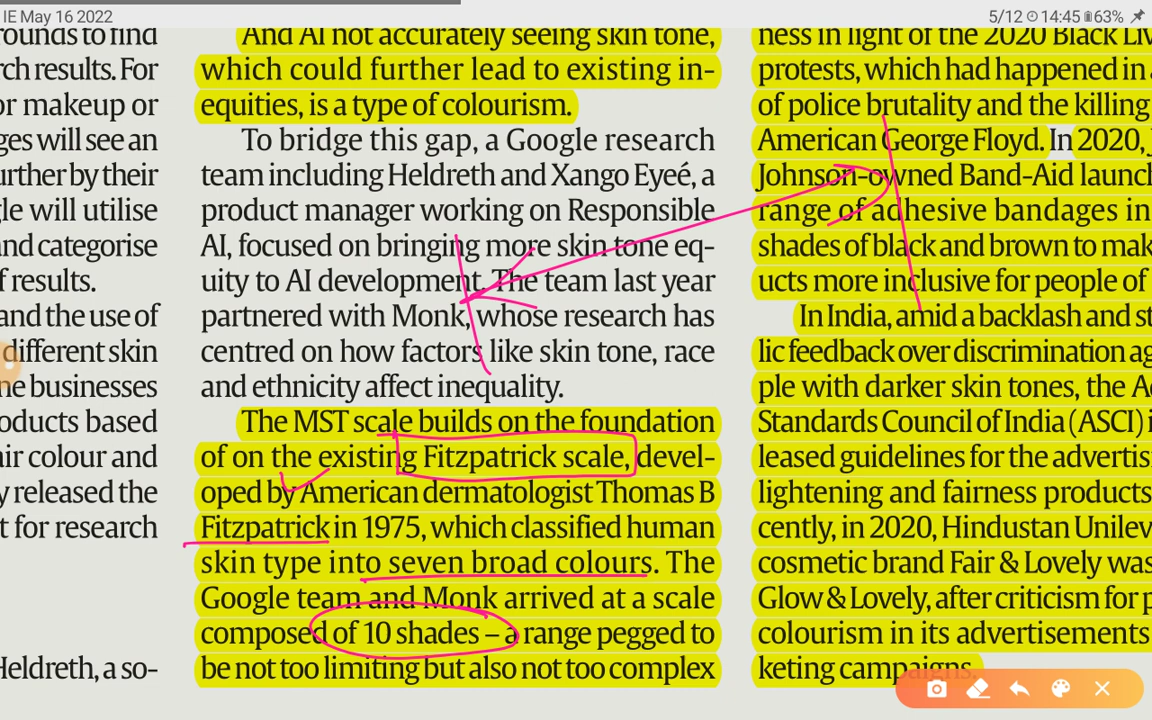 IE May 16 2022
5/12 14:45 63%
rounds to find
rch results. For
or makeup or
ges will see an
urther by their
gle will utilise
and categorise
f results.
and the use of
different skin
ne businesses
oducts based
air colour and
y released the
t for research
Heldreth, a so-
And AI not accurately seeing skin tone,
which could further lead to existing in-
equities, is a type of colourism.
To bridge this gap, a Google research
team including Heldreth and Xango Eyeé, a
product manager working on Responsible
AI, focused on bringing more skin tone eq-
uity to AI development. The team last year
partnered with Monk, whose research has
centred on how factors like skin tone, race
and ethnicity affect inequality.
The MST scale builds on the foundation
of on the existing Fitzpatrick scale, devel-
oped by American dermatologist Thomas B
Fitzpatrick in 1975, which classified human
skin type into seven broad colours. The
Google team and Monk arrived at a scale
composed of 10 shades – a range pegged to
be not too limiting but also not too complex
ness in light of the 2020 Black Liv
protests, which had happened in a
of police brutality and the killing
American George Floyd. In 2020, J
Johnson-owned Band-Aid launch
range of adhesive bandages in
shades of black and brown to mak
ucts more inclusive for people of
In India, amid a backlash and st
lic feedback over discrimination ag
ple with darker skin tones, the Ad
Standards Council of India (ASCI) i
leased guidelines for the advertis
lightening and fairness products
cently, in 2020, Hindustan Unilev
cosmetic brand Fair & Lovely was
Glow & Lovely, after criticism for p
colourism in its advertisements
keting campaigns.